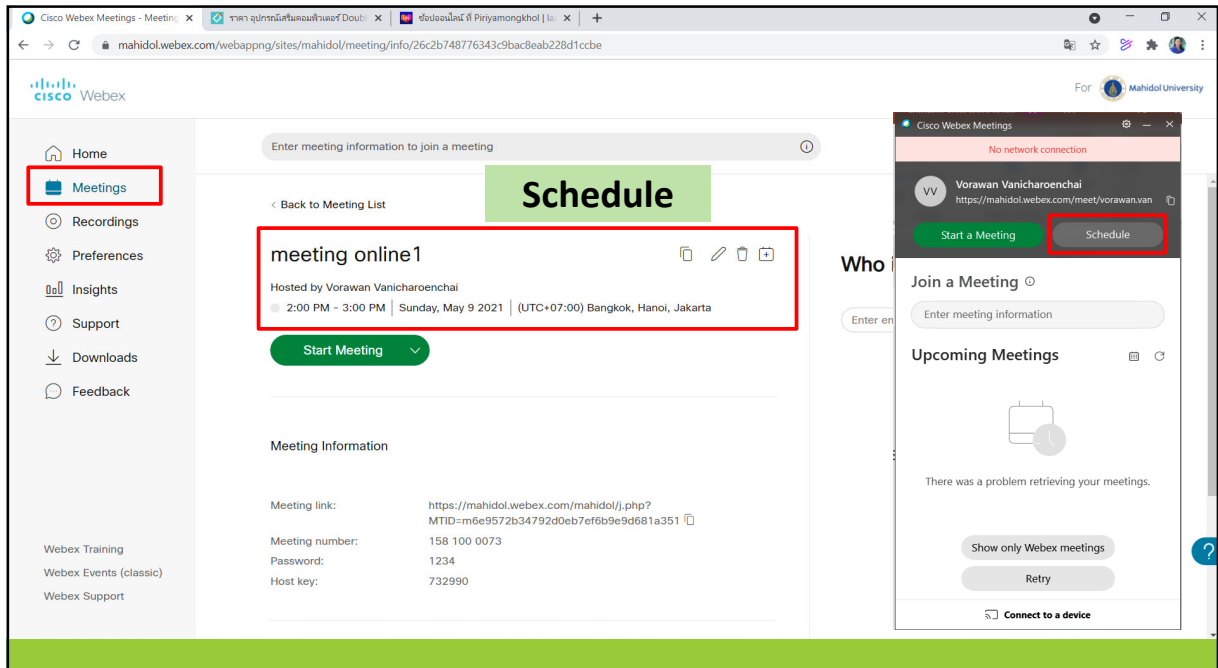 Cisco Webex Meetings - Meeting
ราคา อุปกรณ์เสริมคอมพิวเตอร์ Doubl
ช้อปออนไลน์ ที่ Piriyamongkhol | la
mahidol.webex.com/webappng/sites/mahidol/meeting/info/26c2b748776343c9bac8eab228d1ccbe
CISCO Webex
For Mahidol University
Home
Meetings
Recordings
Preferences
Insights
Support
Downloads
Feedback
Webex Training
Webex Events (classic)
Webex Support
Enter meeting information to join a meeting
Schedule
< Back to Meeting List
meeting online1
Hosted by Vorawan Vanicharoenchai
2:00 PM - 3:00 PM | Sunday, May 9 2021 | (UTC+07:00) Bangkok, Hanoi, Jakarta
Start Meeting
Meeting Information
Meeting link: https://mahidol.webex.com/mahidol/j.php?
MTID=m6e9572b34792d0eb7ef6b9e9d681a351
Meeting number: 158 100 0073
Password: 1234
Host key: 732990
Who i
Enter en
Cisco Webex Meetings
No network connection
VV
Vorawan Vanicharoenchai
https://mahidol.webex.com/meet/vorawan.van
Start a Meeting
Schedule
Join a Meeting
Enter meeting information
Upcoming Meetings
There was a problem retrieving your meetings.
Show only Webex meetings
Retry
Connect to a device
?